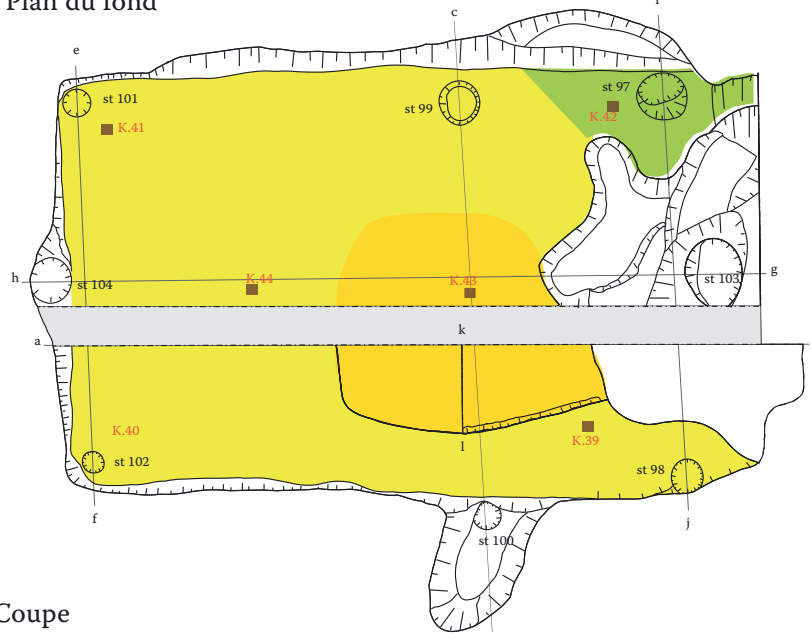 Plan du fond
c
e
st 101
K.41
st 99
st 97
K.42
h
st 104
K.44
K.43
st 103
g
a
k
K.40
st 102
l
K.39
st 98
f
j
st 100
Coupe